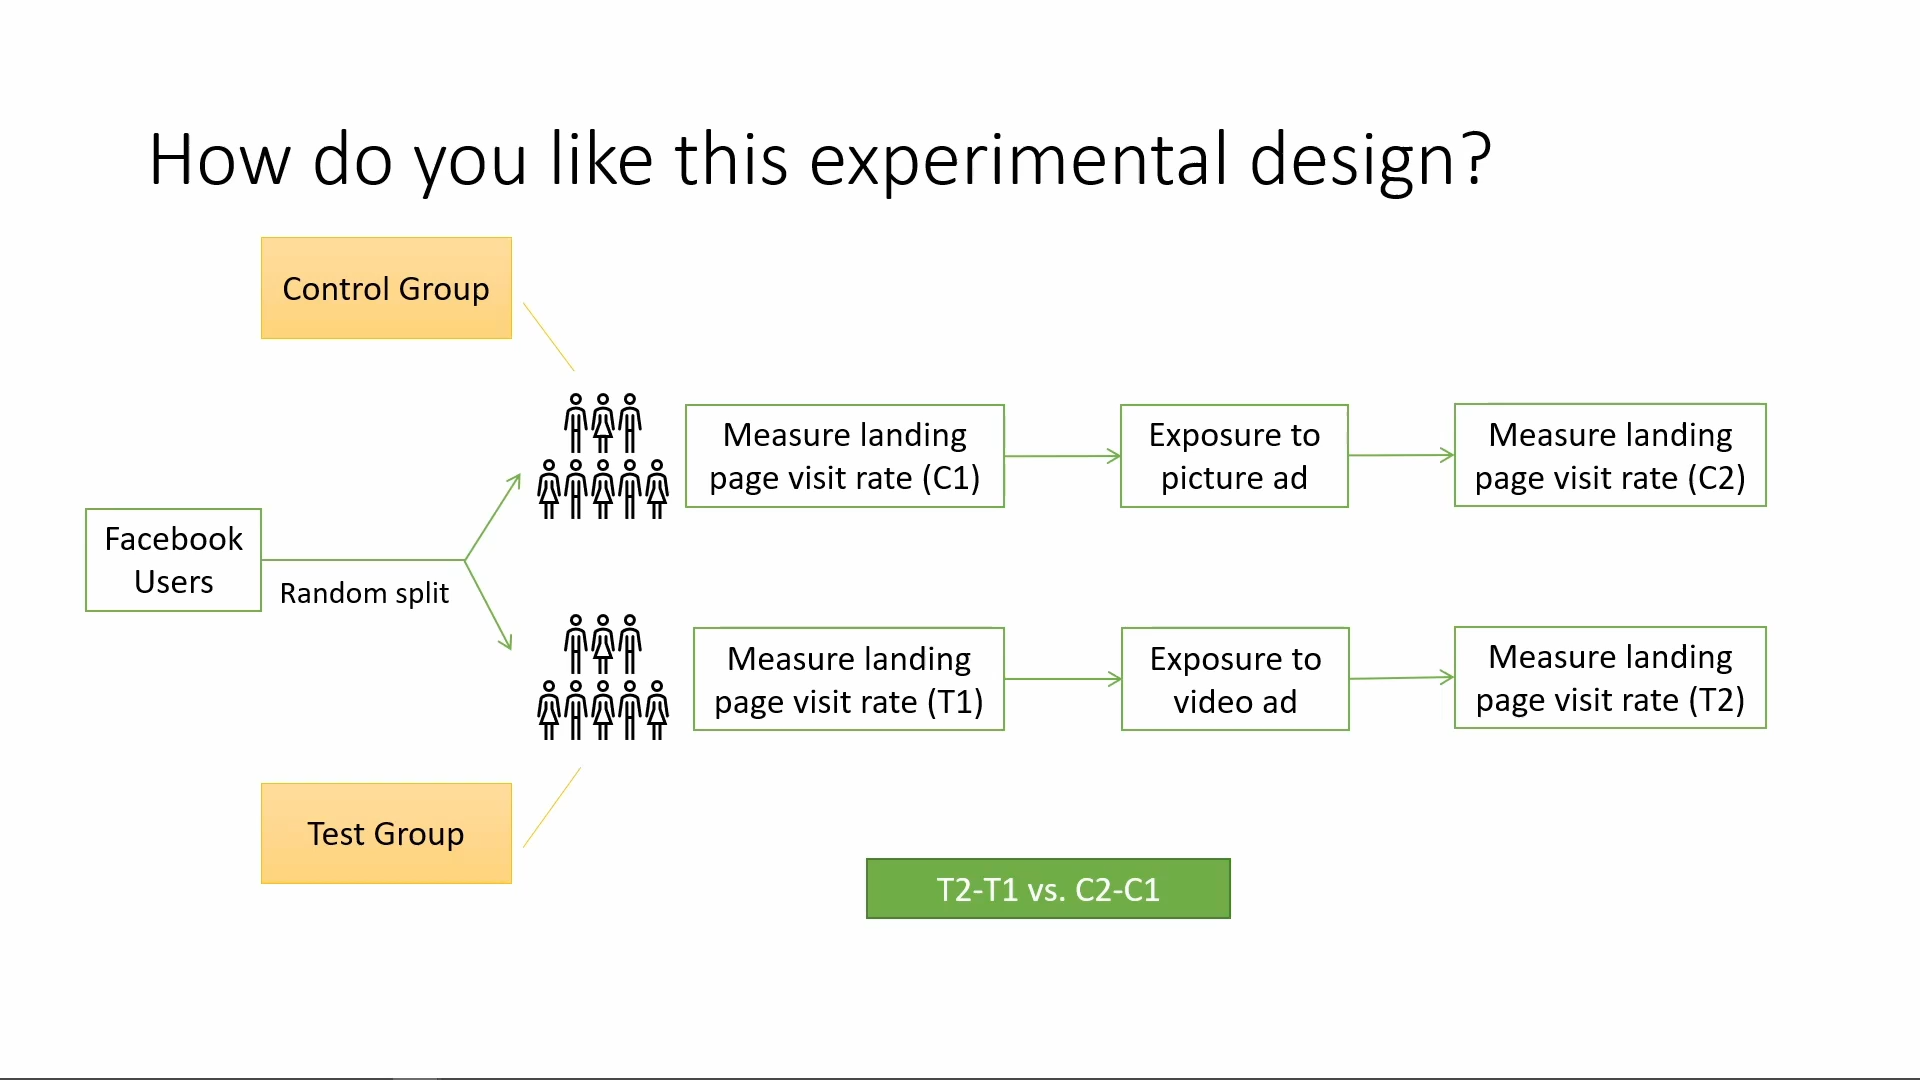 How do you like this experimental design?
Control Group
Measure landing
page visit rate (C1)
Exposure to
picture ad
Measure landing
page visit rate (C2)
Facebook
Users
Random split
Measure landing
page visit rate (T1)
Exposure to
video ad
Measure landing
page visit rate (T2)
Test Group
T2-T1 vs. C2-C1